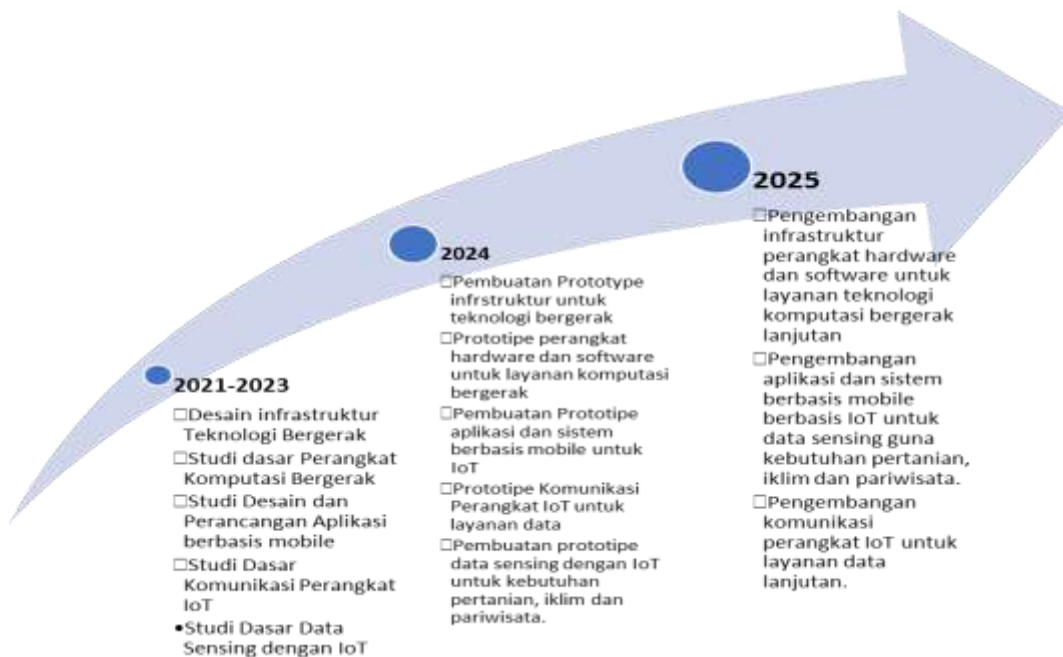 2021-2023
□Desain infrastruktur
Teknologi Bergerak
□Studi dasar Perangkat
Komputasi Bergerak
□Studi Desain dan
Perancangan Aplikasi
berbasis mobile
□Studi Dasar
Komunikasi Perangkat
IoT
•Studi Dasar Data
Sensing dengan IoT
2024
□Pembuatan Prototype
infrstruktur untuk
teknologi bergerak
□Prototipe perangkat
hardware dan software
untuk layanan komputasi
bergerak
□Pembuatan Prototipe
aplikasi dan sistem
berbasis mobile untuk
IoT
□Prototipe Komunikasi
Perangkat IoT untuk
layanan data
□Pembuatan prototipe
data sensing dengan IoT
untuk kebutuhan
pertanian, iklim dan
pariwisata.
2025
□Pengembangan
infrastruktur
perangkat hardware
dan software untuk
layanan teknologi
komputasi bergerak
lanjutan
□Pengembangan
aplikasi dan sistem
berbasis mobile
berbasis IoT untuk
data sensing guna
kebutuhan pertanian,
iklim dan pariwisata.
□Pengembangan
komunikasi
perangkat IoT untuk
layanan data
lanjutan.